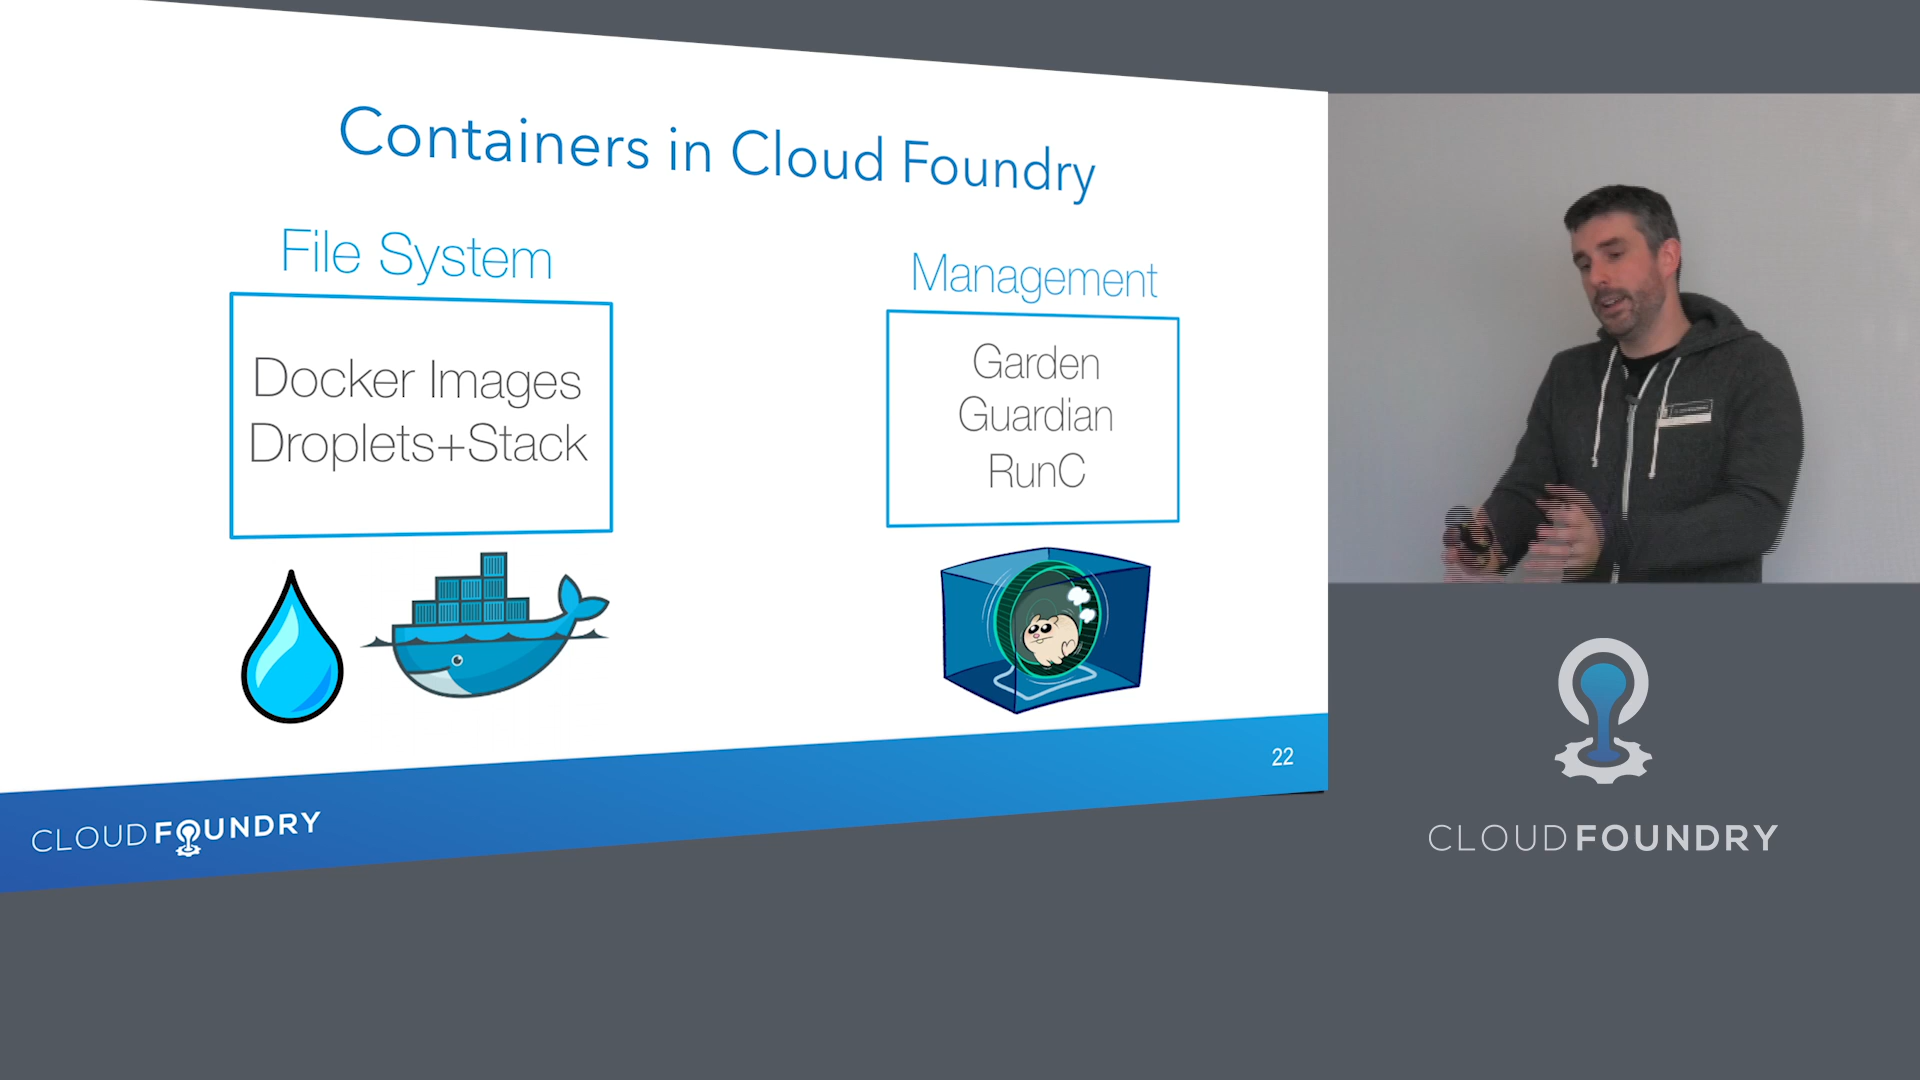 Containers in Cloud Foundry
File System
Docker Images
Droplets+Stack
Management
Garden
Guardian
RunC
22
CLOUD FOUNDRY
CLOUD FOUNDRY